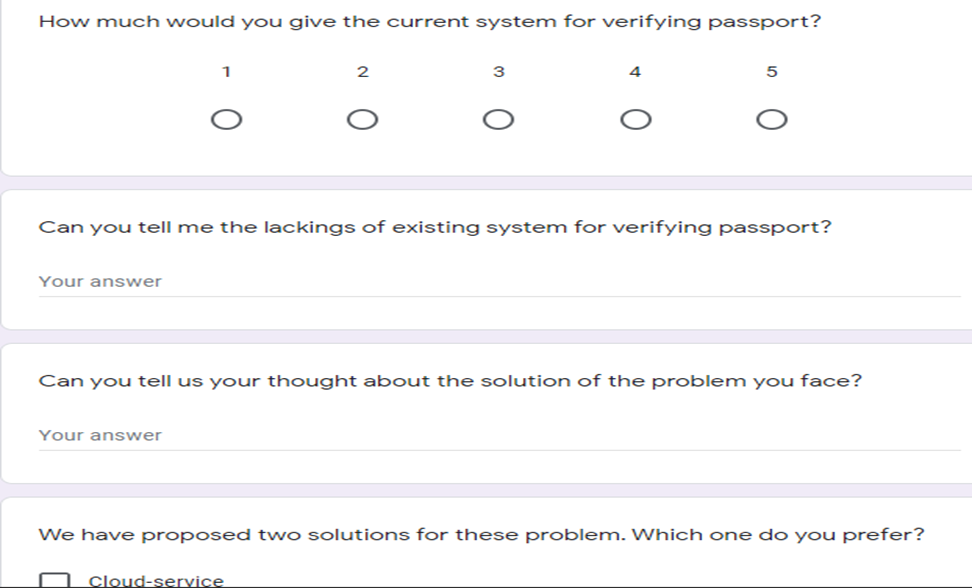 How much would you give the current system for verifying passport?
1 2 3 4 5
Can you tell me the lackings of existing system for verifying passport?
Your answer
Can you tell us your thought about the solution of the problem you face?
Your answer
We have proposed two solutions for these problem. Which one do you prefer?
Cloud-service